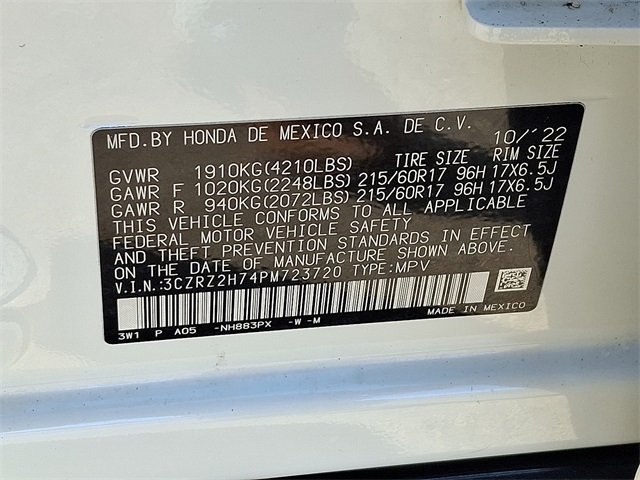 MFD.BY HONDA DE MEXICO S.A. DE C.V. 10/'22
GVWR 1910KG(4210LBS) TIRE SIZE RIM SIZE
GAWR F 1020KG(2248LBS) 215/60R17 96H 17X6.5J
GAWR R 940KG(2072LBS) 215/60R17 96H 17X6.5J
THIS VEHICLE CONFORMS TO ALL APPLICABLE
FEDERAL MOTOR VEHICLE SAFETY
AND THEFT PREVENTION STANDARDS IN EFFECT
ON THE DATE OF MANUFACTURE SHOWN ABOVE.
V.I.N.:3CZRZ2H74PM723720 TYPE:MPV
MADE IN MEXICO
3W1 P A05 -NH883PX -W -M